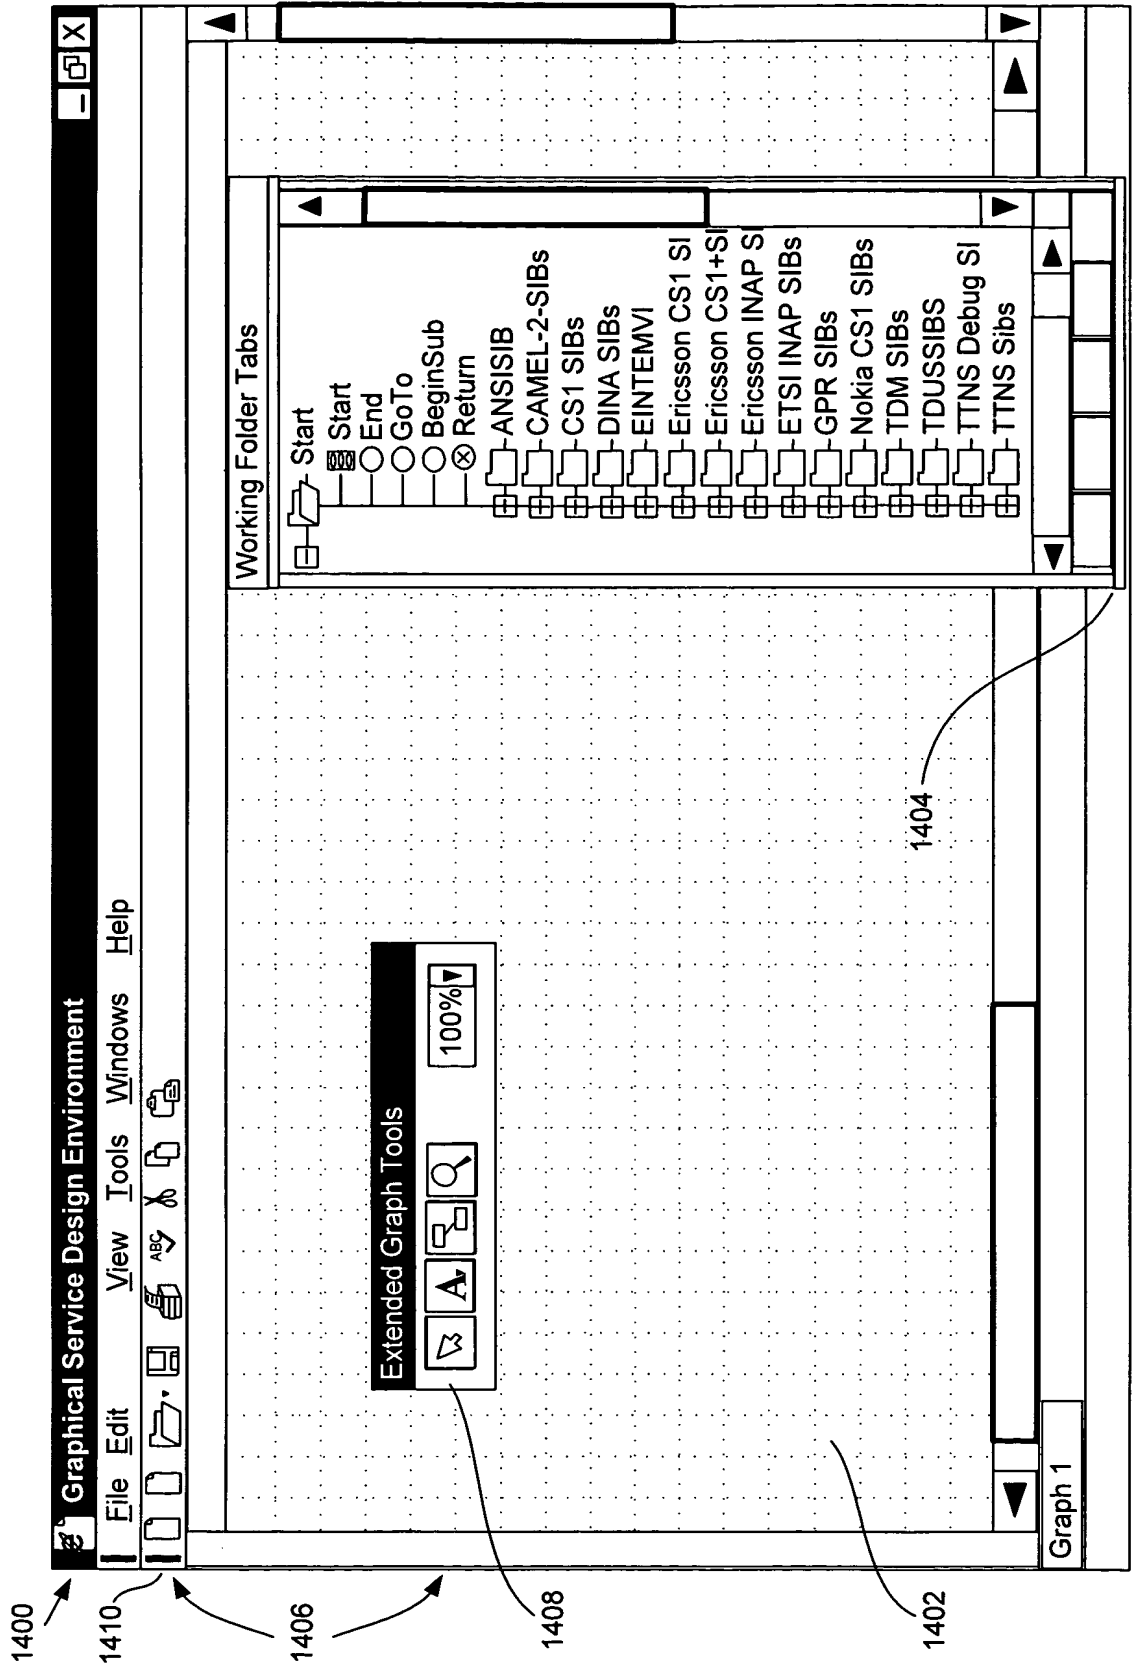 Graphical Service Design Environment
File Edit View Tools Windows Help
ABC
Extended Graph Tools
A
100%
Working Folder Tabs
Start
Start
End
GoTo
BeginSub
Return
ANSISIB
CAMEL-2-SIBs
CS1 SIBs
DINA SIBs
EINTEMVI
Ericsson CS1 SI
Ericsson CS1+SI
Ericsson INAP SI
ETSI INAP SIBs
GPR SIBs
Nokia CS1 SIBs
TDM SIBs
TDUSSIBS
TTNS Debug SI
TTNS Sibs
Graph 1
1400
1410
1406
1408
1402
1404